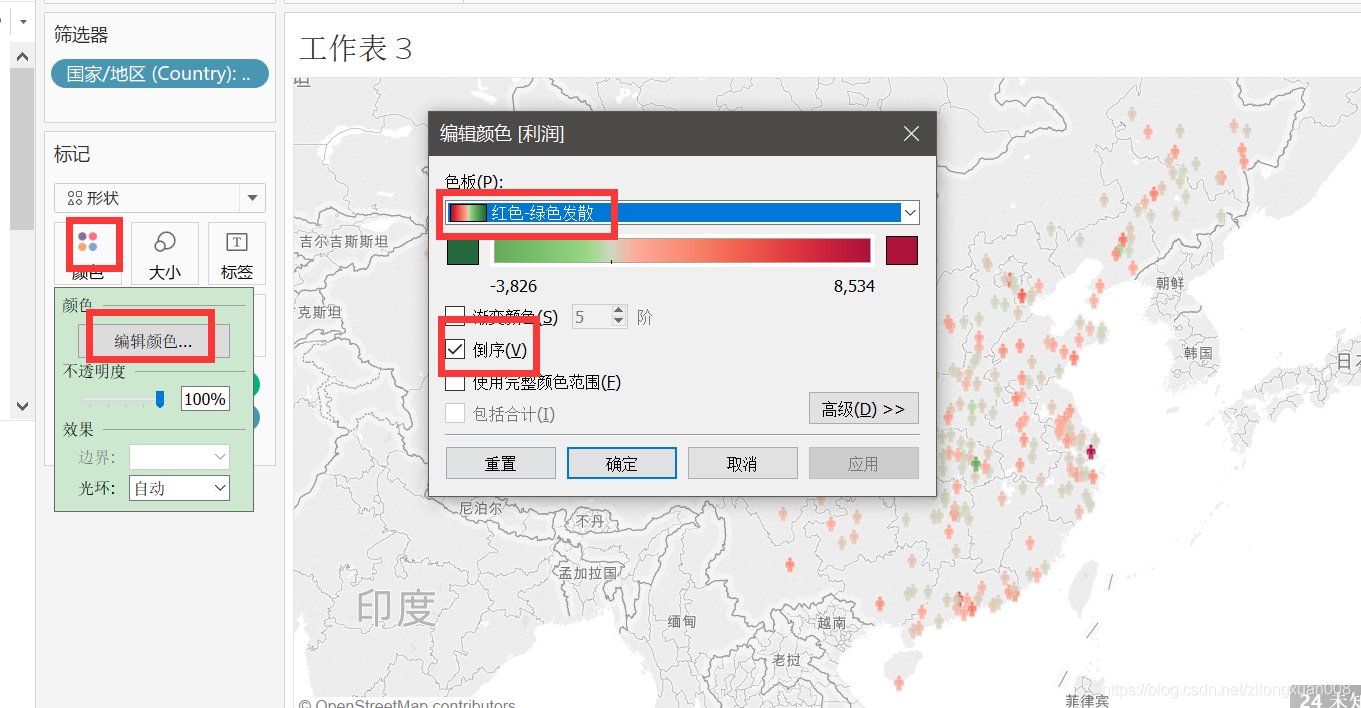 筛选器
国家/地区 (Country): ..
标记
形状
颜色
大小
标签
颜色
编辑颜色...
不透明度
100%
效果
边界:
光环:
自动
工作表 3
编辑颜色 [利润]
色板(P):
红色-绿色发散
-3,826
8,534
渐变颜色(S)
5
阶
倒序(V)
使用完整颜色范围(F)
包括合计(I)
高级(D) >>
重置
确定
取消
应用
坦
吉尔吉斯斯坦
克斯坦
朝鲜
韩国
日本
尼泊尔
不丹
孟加拉国
印度
缅甸
越南
老挝
菲律宾
© OpenStreetMap contributors
https://blog.csdn.net/zilongxuan008
24 未知